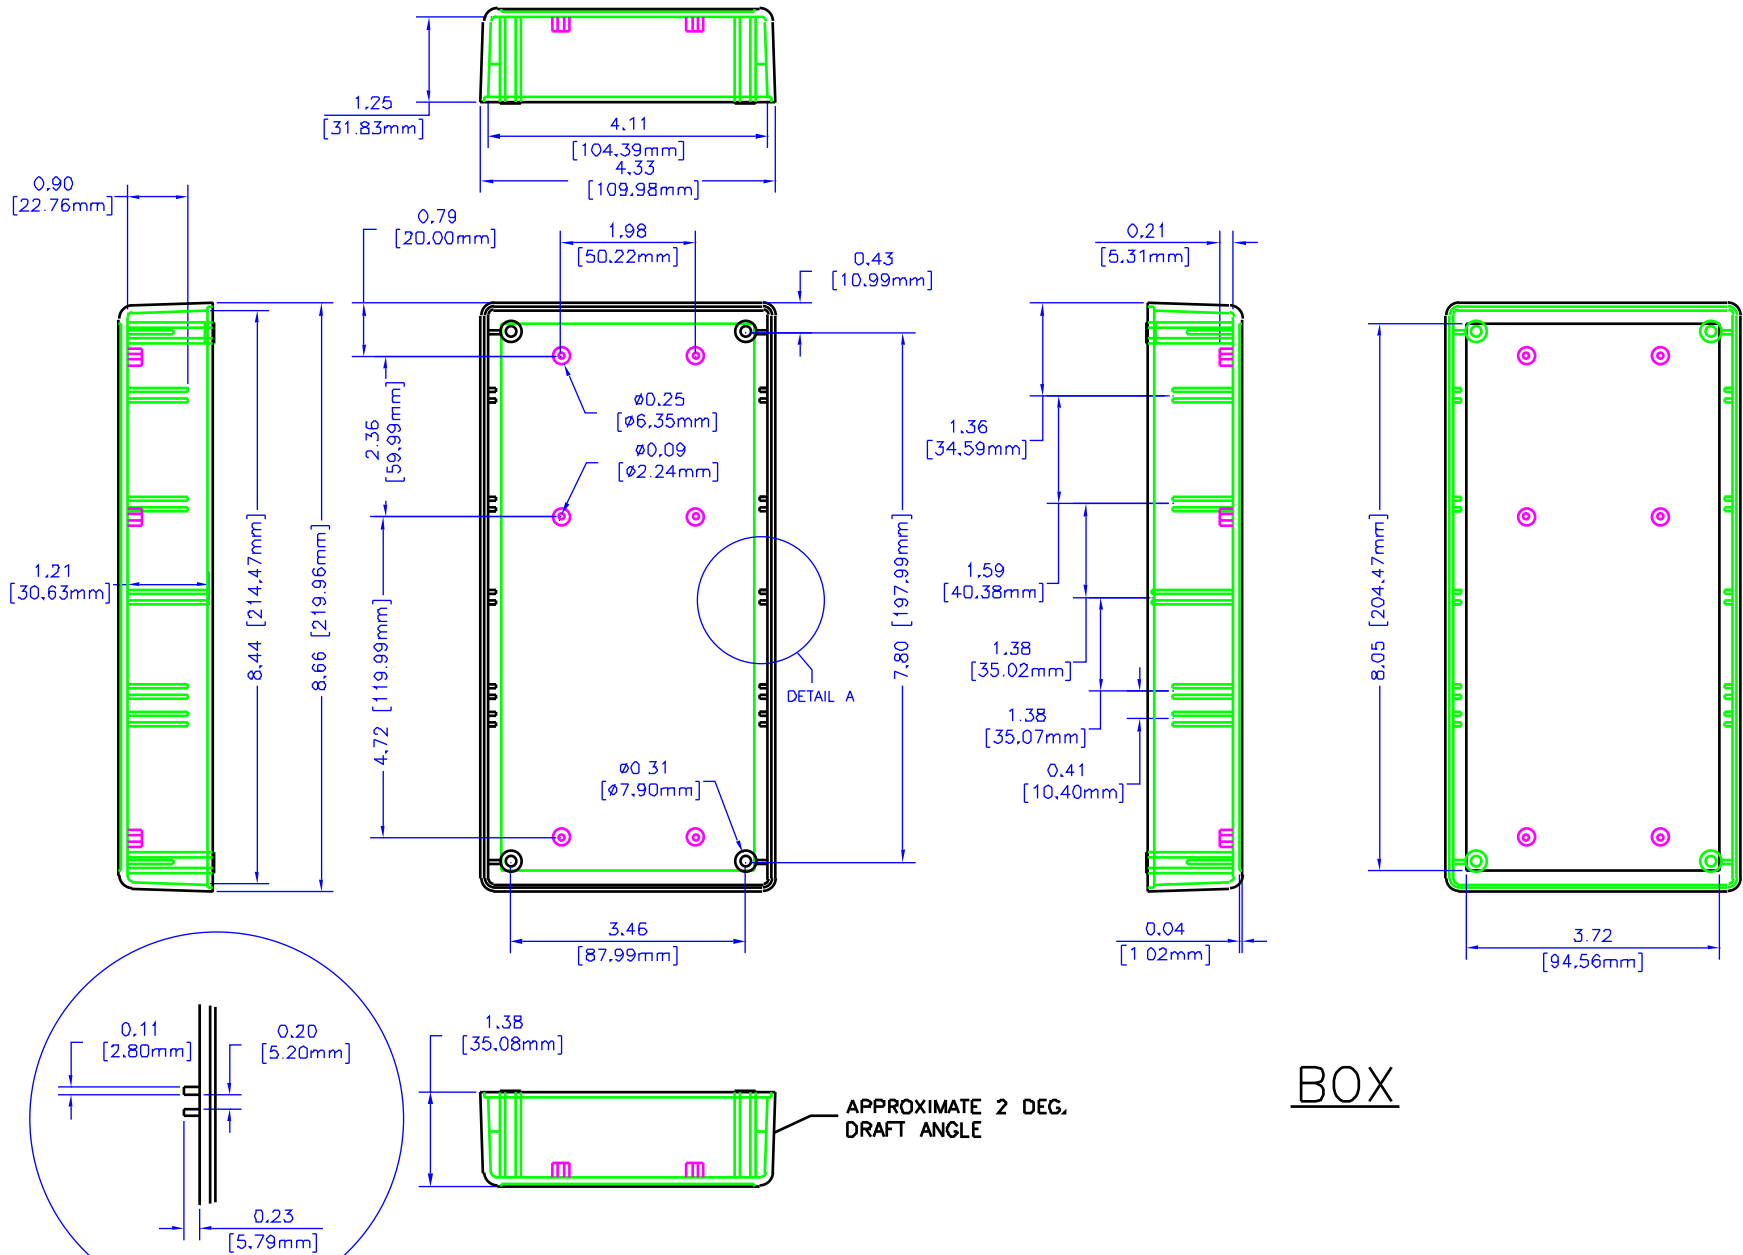 1.25
[31.83mm]
4.11
[104.39mm]
4.33
[109.98mm]
0.90
[22.76mm]
0.79
[20.00mm]
1.98
[50.22mm]
0.43
[10.99mm]
0.21
[5.31mm]
ø0.25
[ø6.35mm]
ø0.09
[ø2.24mm]
2.36
[59.99mm]
1.36
[34.59mm]
1.21
[30.63mm]
8.44 [214.47mm]
8.66 [219.96mm]
4.72 [119.99mm]
7.80 [197.99mm]
1.59
[40.38mm]
8.05 [204.47mm]
1.38
[35.02mm]
DETAIL A
1.38
[35.07mm]
ø0 31
[ø7.90mm]
0.41
[10.40mm]
3.46
[87.99mm]
0.04
[1 02mm]
3.72
[94.56mm]
0.11
[2.80mm]
0.20
[5.20mm]
1.38
[35.08mm]
BOX
APPROXIMATE 2 DEG.
DRAFT ANGLE
0.23
[5.79mm]